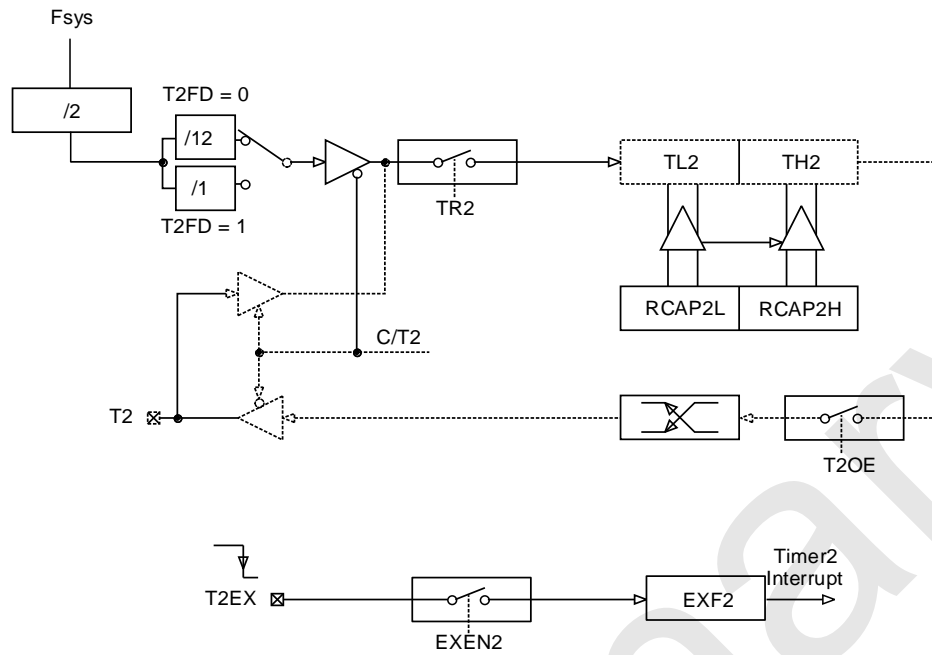 Fsys
/2
T2FD = 0
/12
/1
T2FD = 1
TR2
TL2
TH2
RCAP2L
RCAP2H
C/T2
T2
T2OE
T2EX
EXEN2
EXF2
Timer2
Interrupt